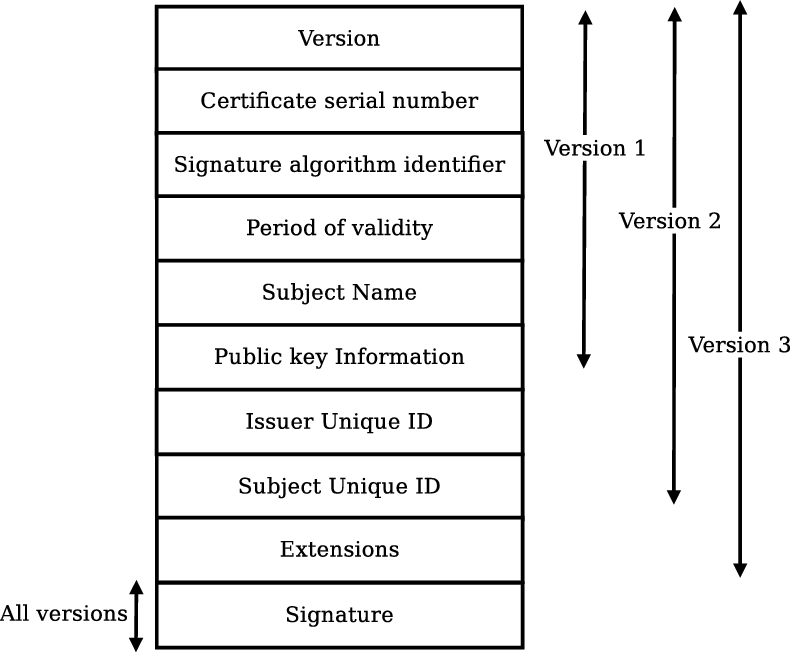 Version
Certificate serial number
Signature algorithm identifier
Version 1
Period of validity
Version 2
Subject Name
Public key Information
Version 3
Issuer Unique ID
Subject Unique ID
Extensions
All versions
Signature